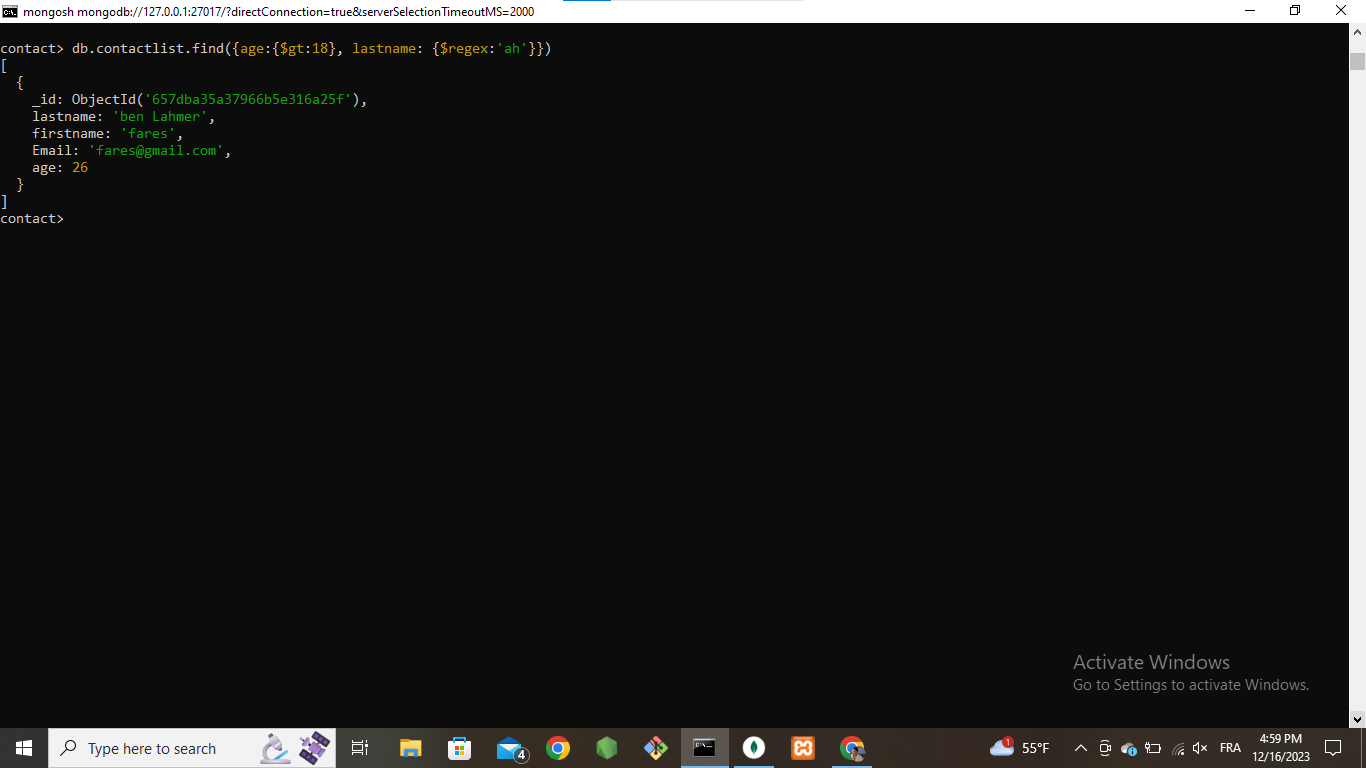 mongosh mongodb://127.0.0.1:27017/?directConnection=true&serverSelectionTimeoutMS=2000
contact> db.contactlist.find({age:{$gt:18}, lastname: {$regex:'ah'}})
[
  {
    _id: ObjectId('657dba35a37966b5e316a25f'),
    lastname: 'ben Lahmer',
    firstname: 'fares',
    Email: 'fares@gmail.com',
    age: 26
  }
]
contact>
Activate Windows
Go to Settings to activate Windows.
Type here to search
4
1
55°F
FRA
4:59 PM
12/16/2023